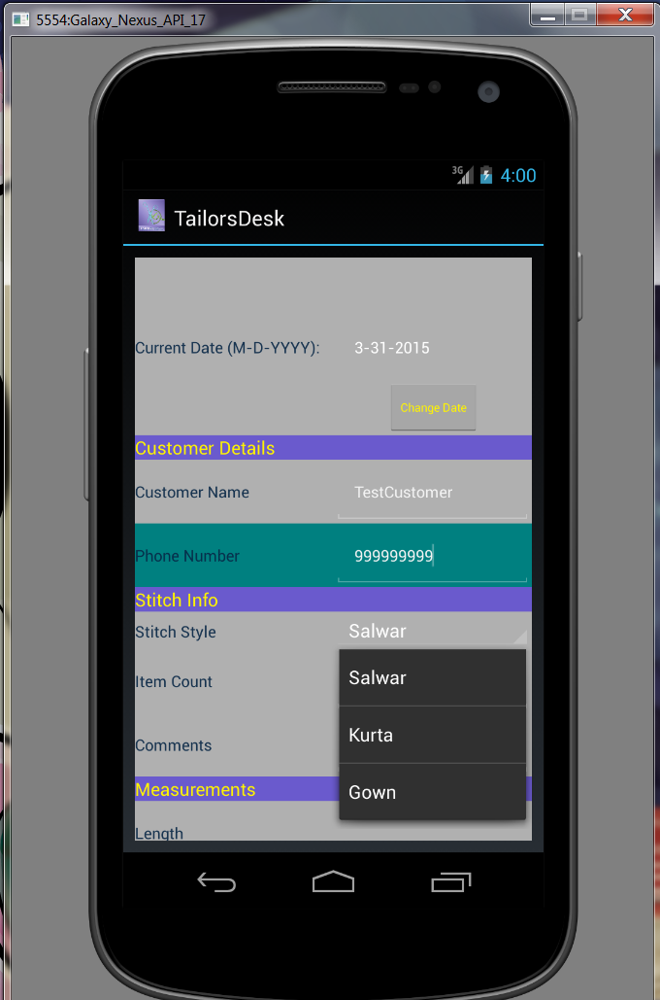 5554:Galaxy_Nexus_API_17
3G 4:00
TailorsDesk
Current Date (M-D-YYYY): 3-31-2015
Change Date
Customer Details
Customer Name TestCustomer
Phone Number 999999999
Stitch Info
Stitch Style Salwar
Salwar
Item Count
Kurta
Comments
Measurements
Gown
Length